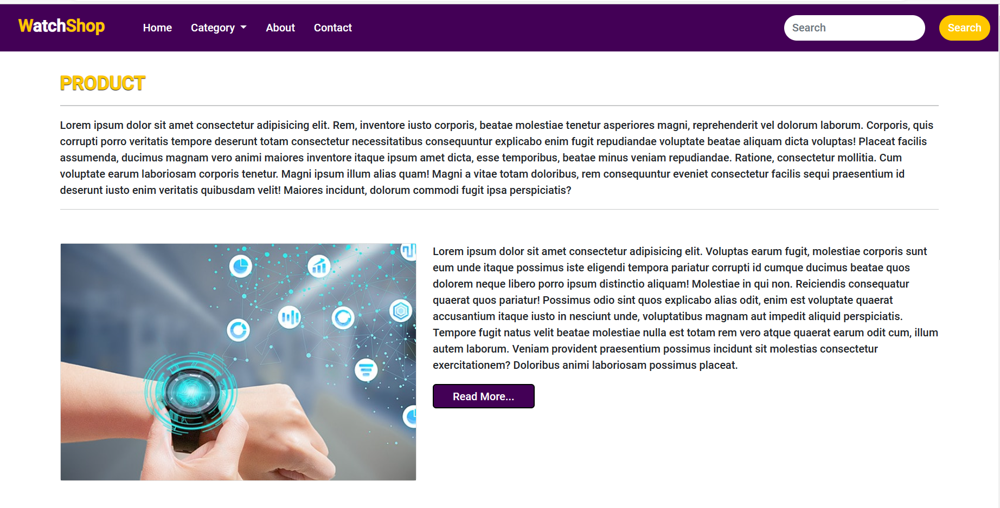 WatchShop
Home
Category
About
Contact
Search
Search
PRODUCT
Lorem ipsum dolor sit amet consectetur adipisicing elit. Rem, inventore iusto corporis, beatae molestiae tenetur asperiores magni, reprehenderit vel dolorum laborum. Corporis, quis
corrupti porro veritatis tempore deserunt totam consectetur necessitatibus consequuntur explicabo enim fugit repudiandae voluptate beatae aliquam dicta voluptas! Placeat facilis
assumenda, ducimus magnam vero animi maiores inventore itaque ipsum amet dicta, esse temporibus, beatae minus veniam repudiandae. Ratione, consectetur mollitia. Cum
voluptate earum laboriosam corporis tenetur. Magni ipsum illum alias quam! Magni a vitae totam doloribus, rem consequuntur eveniet consectetur facilis sequi praesentium id
deserunt iusto enim veritatis quibusdam velit! Maiores incidunt, dolorum commodi fugit ipsa perspiciatis?
Lorem ipsum dolor sit amet consectetur adipisicing elit. Voluptas earum fugit, molestiae corporis sunt
eum unde itaque possimus iste eligendi tempora pariatur corrupti id cumque ducimus beatae quos
dolorem neque libero porro ipsum distinctio aliquam! Molestiae in qui non. Reiciendis consequatur
quaerat quos pariatur! Possimus odio sint quos explicabo alias odit, enim est voluptate quaerat
accusantium itaque iusto in nesciunt unde, voluptatibus magnam aut impedit aliquid perspiciatis.
Tempore fugit natus velit beatae molestiae nulla est totam rem vero atque quaerat earum odit cum, illum
autem laborum. Veniam provident praesentium possimus incidunt sit molestias consectetur
exercitationem? Doloribus animi laboriosam possimus placeat.
Read More...